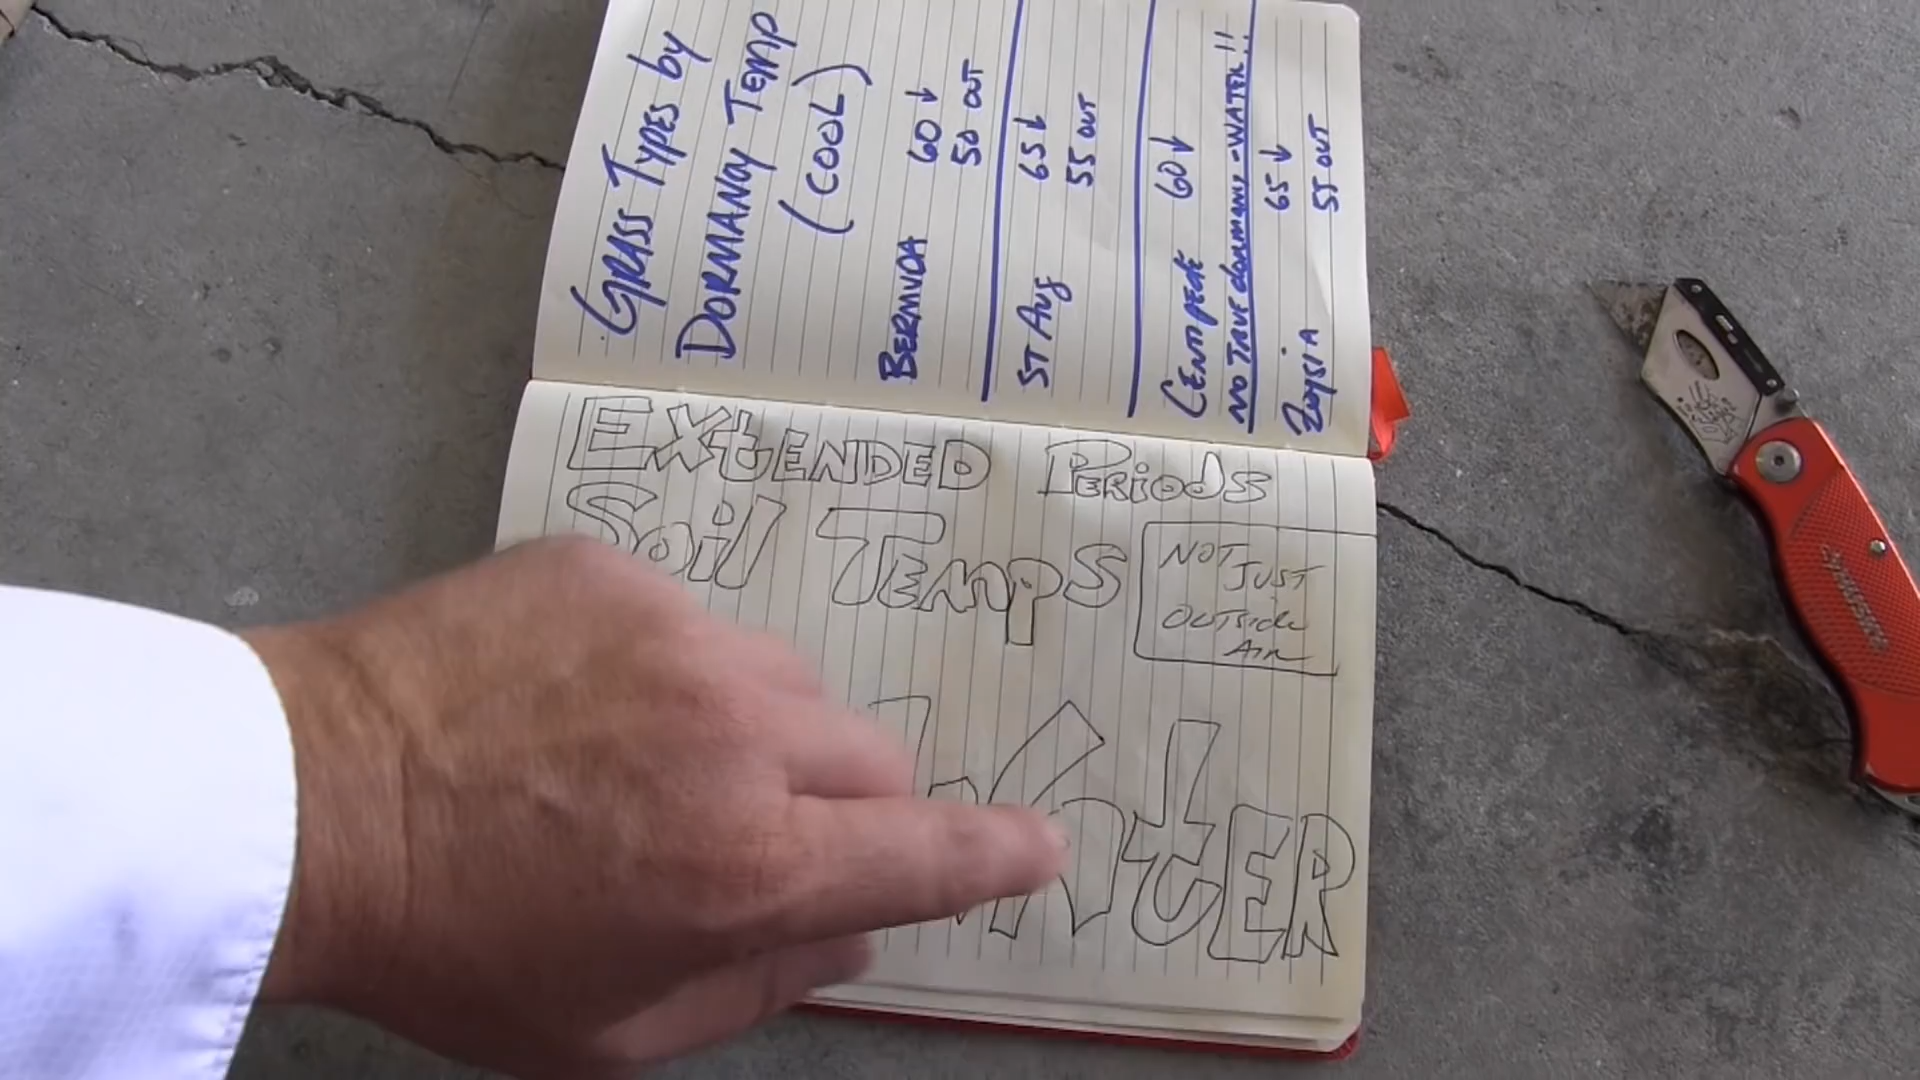 GRASS TYPES by
DORMANCY TEMP
(COOL)
BERMUDA 60↓
50 OUT
ST Aug 65↓
55 OUT
CENTIPEDE 60↓
NO TRUE dORMANCY - WATER!!
Zoysia 65↓
55 OUT
EXtENDED PERiOdS
Soil TEMPS
NOT JUST
OUTSIde
AIR
WAtER